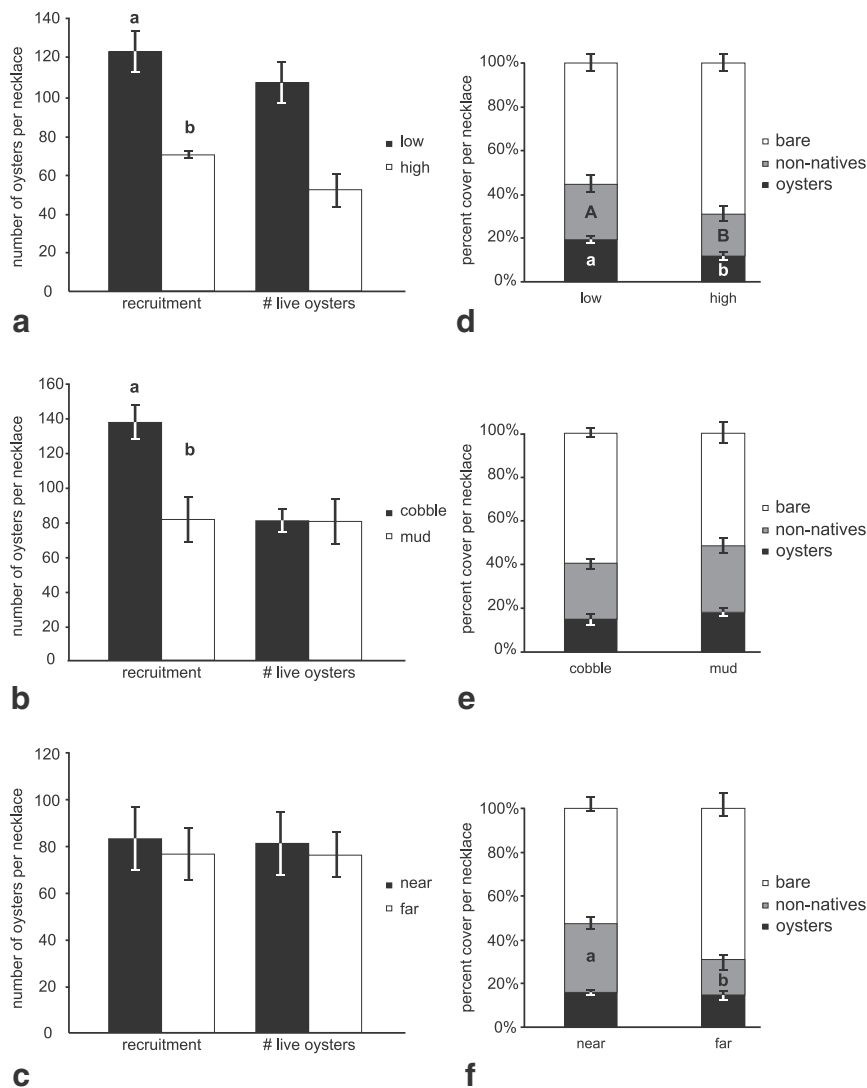 140
120
100
80
60
40
20
0
number of oysters per necklace
a
b
low
high
recruitment
# live oysters
a
100%
80%
60%
40%
20%
0%
percent cover per necklace
A
a
B
b
bare
non-natives
oysters
low
high
d
160
140
120
100
80
60
40
20
0
number of oysters per necklace
a
b
cobble
mud
recruitment
# live oysters
b
100%
80%
60%
40%
20%
0%
percent cover per necklace
bare
non-natives
oysters
cobble
mud
e
120
100
80
60
40
20
0
number of oysters per necklace
near
far
recruitment
# live oysters
c
100%
80%
60%
40%
20%
0%
percent cover per necklace
a
b
bare
non-natives
oysters
near
far
f